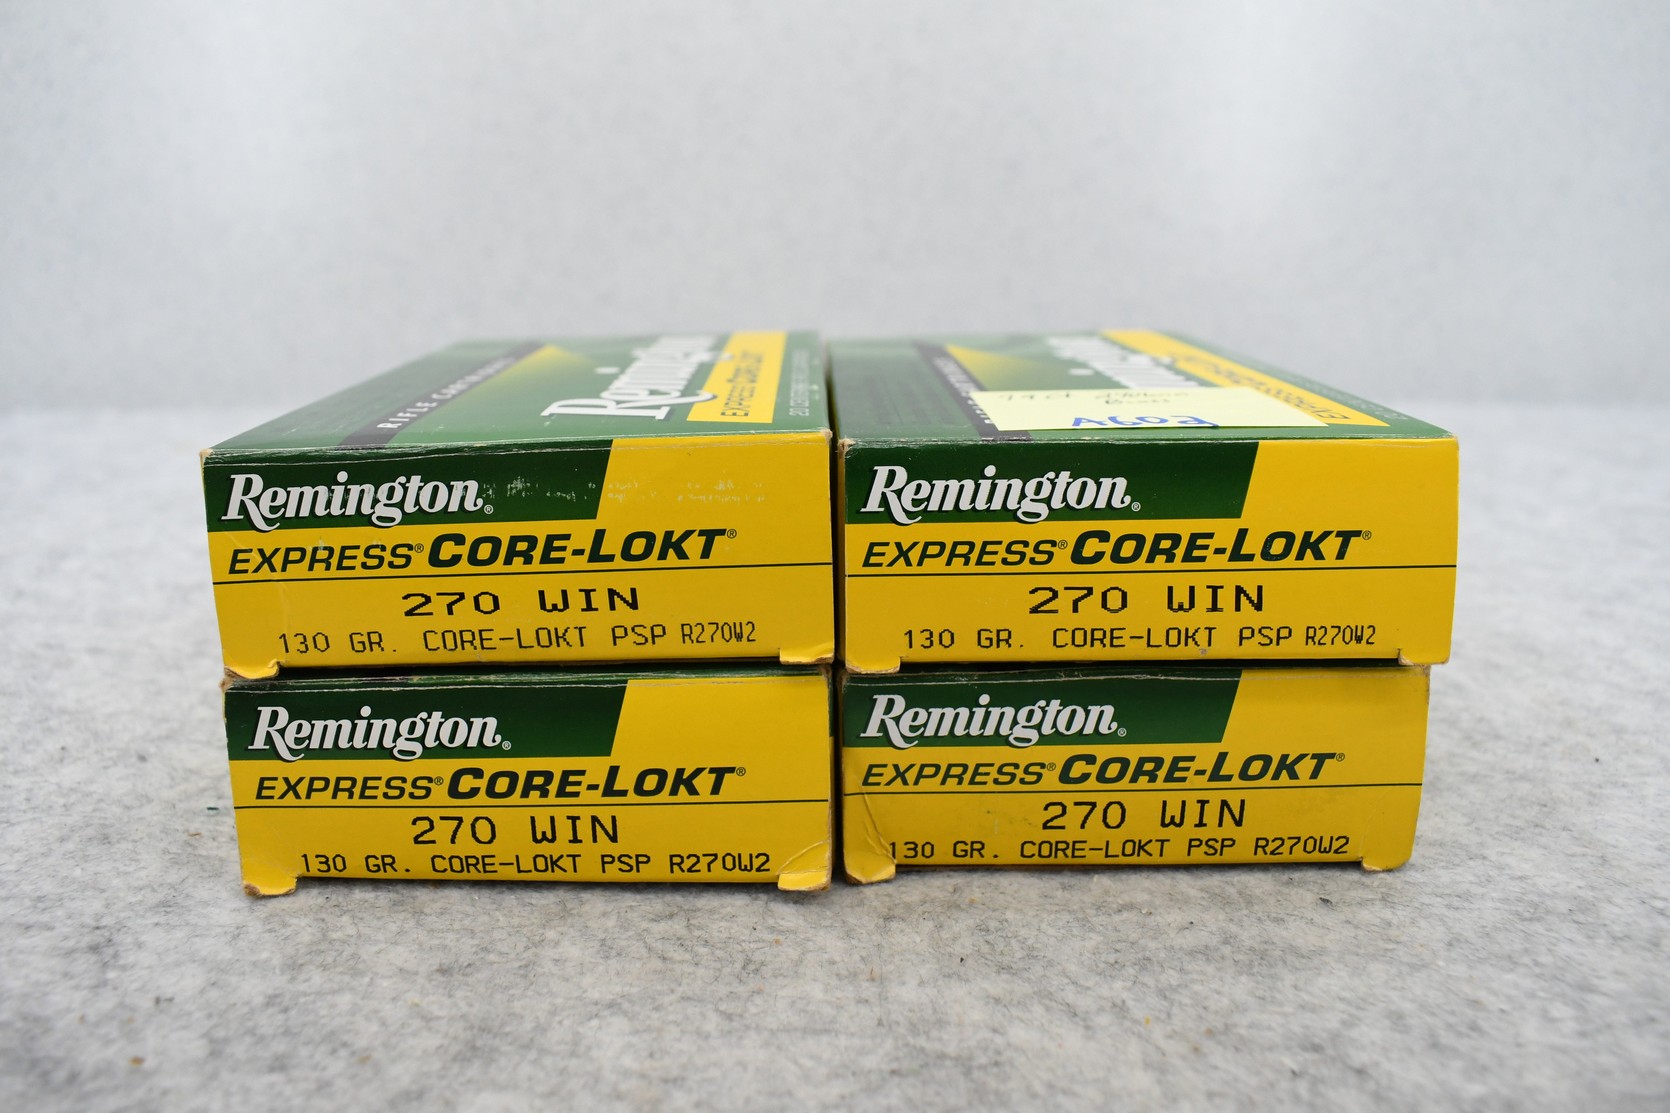 RIFLE CARTRIDGES
Remington
EXPRESS CORE-LOKT
A602
Remington®
EXPRESS® CORE-LOKT®
270 WIN
130 GR. CORE-LOKT PSP R270W2
Remington®
EXPRESS® CORE-LOKT®
270 WIN
130 GR. CORE-LOKT PSP R270W2
Remington®
EXPRESS® CORE-LOKT®
270 WIN
130 GR. CORE-LOKT PSP R270W2
Remington®
EXPRESS® CORE-LOKT®
270 WIN
130 GR. CORE-LOKT PSP R270W2